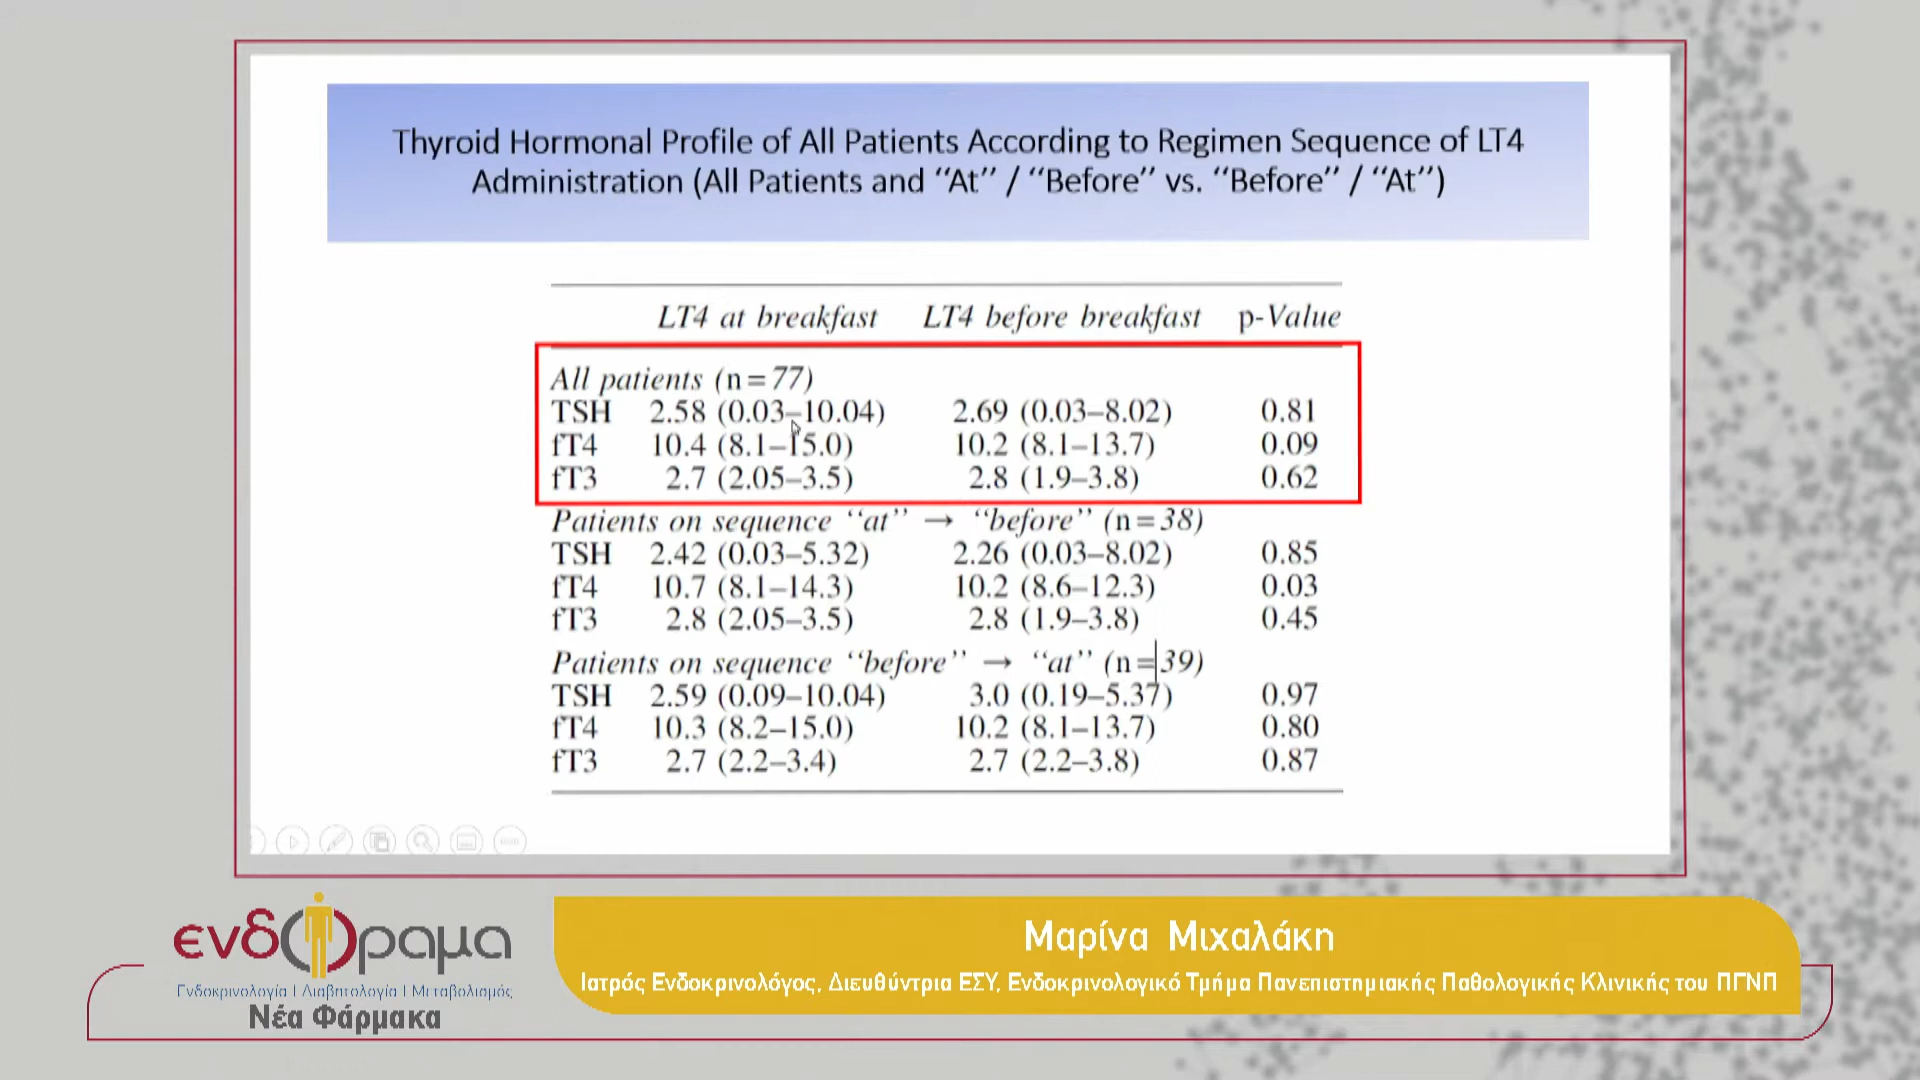 Thyroid Hormonal Profile of All Patients According to Regimen Sequence of LT4
Administration (All Patients and “At” / “Before” vs. “Before” / “At”)
LT4 at breakfast LT4 before breakfast p-Value
All patients (n=77)
TSH 2.58 (0.03–10.04) 2.69 (0.03–8.02) 0.81
fT4 10.4 (8.1–15.0) 10.2 (8.1–13.7) 0.09
fT3 2.7 (2.05–3.5) 2.8 (1.9–3.8) 0.62
Patients on sequence “at” → “before” (n=38)
TSH 2.42 (0.03–5.32) 2.26 (0.03–8.02) 0.85
fT4 10.7 (8.1–14.3) 10.2 (8.6–12.3) 0.03
fT3 2.8 (2.05–3.5) 2.8 (1.9–3.8) 0.45
Patients on sequence “before” → “at” (n=39)
TSH 2.59 (0.09–10.04) 3.0 (0.19–5.37) 0.97
fT4 10.3 (8.2–15.0) 10.2 (8.1–13.7) 0.80
fT3 2.7 (2.2–3.4) 2.7 (2.2–3.8) 0.87
ενδόραμα
Ενδοκρινολογία | Διαβητολογία | Μεταβολισμός
Νέα Φάρμακα
Μαρίνα Μιχαλάκη
Ιατρός Ενδοκρινολόγος, Διευθύντρια ΕΣΥ, Ενδοκρινολογικό Τμήμα Πανεπιστημιακής Παθολογικής Κλινικής του ΠΓΝΠ